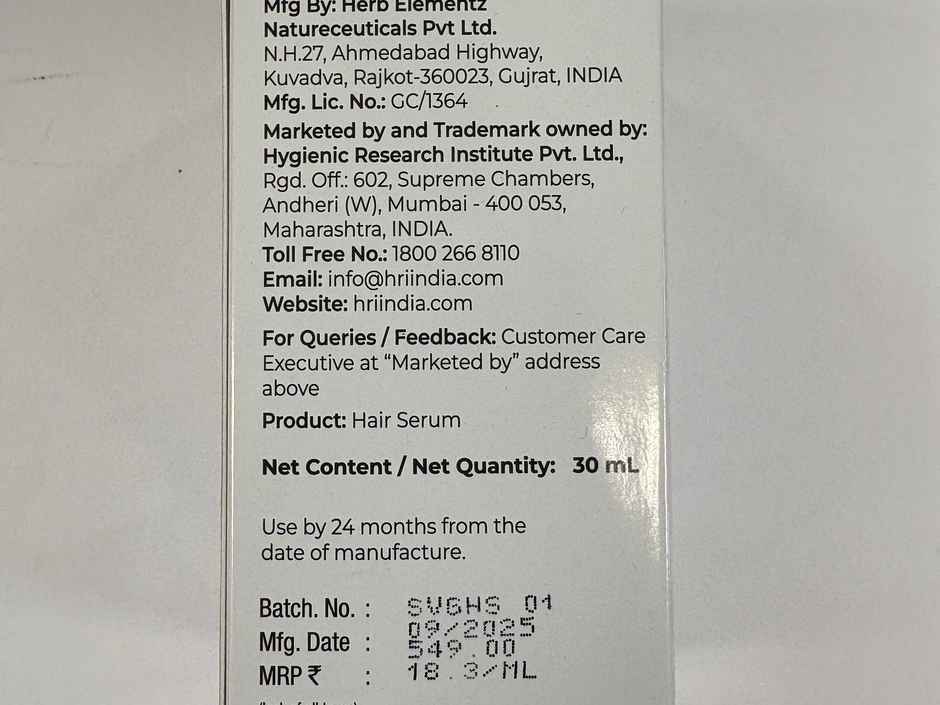 Mfg By: Herb Elementz
Natureceuticals Pvt Ltd.
N.H.27, Ahmedabad Highway,
Kuvadva, Rajkot-360023, Gujrat, INDIA
Mfg. Lic. No.: GC/1364
Marketed by and Trademark owned by:
Hygienic Research Institute Pvt. Ltd.,
Rgd. Off.: 602, Supreme Chambers,
Andheri (W), Mumbai - 400 053,
Maharashtra, INDIA.
Toll Free No.: 1800 266 8110
Email: info@hriindia.com
Website: hriindia.com
For Queries / Feedback: Customer Care
Executive at “Marketed by” address
above
Product: Hair Serum
Net Content / Net Quantity: 30 mL
Use by 24 months from the
date of manufacture.
Batch. No. : SVGHS 01
Mfg. Date : 09/2025
549.00
MRP ₹ : 18.3/ML